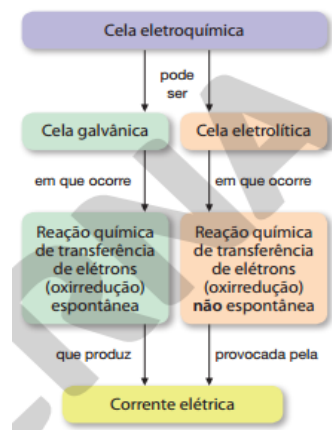 Cela eletroquímica
pode
ser
Cela galvânica
Cela eletrolítica
em que ocorre
em que ocorre
Reação química
de transferência
de elétrons
(oxirredução)
espontânea
Reação química
de transferência
de elétrons
(oxirredução)
não espontânea
que produz
provocada pela
Corrente elétrica